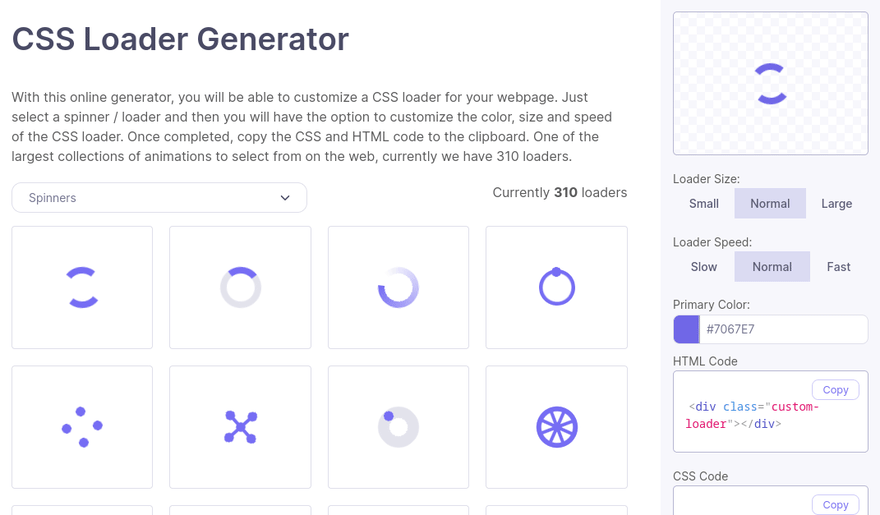 CSS Loader Generator
With this online generator, you will be able to customize a CSS loader for your webpage. Just
select a spinner / loader and then you will have the option to customize the color, size and speed
of the CSS loader. Once completed, copy the CSS and HTML code to the clipboard. One of the
largest collections of animations to select from on the web, currently we have 310 loaders.
Spinners
Currently 310 loaders
Loader Size:
Small Normal Large
Loader Speed:
Slow Normal Fast
Primary Color:
#7067E7
HTML Code
Copy
<div class="custom-
loader"></div>
CSS Code
Copy